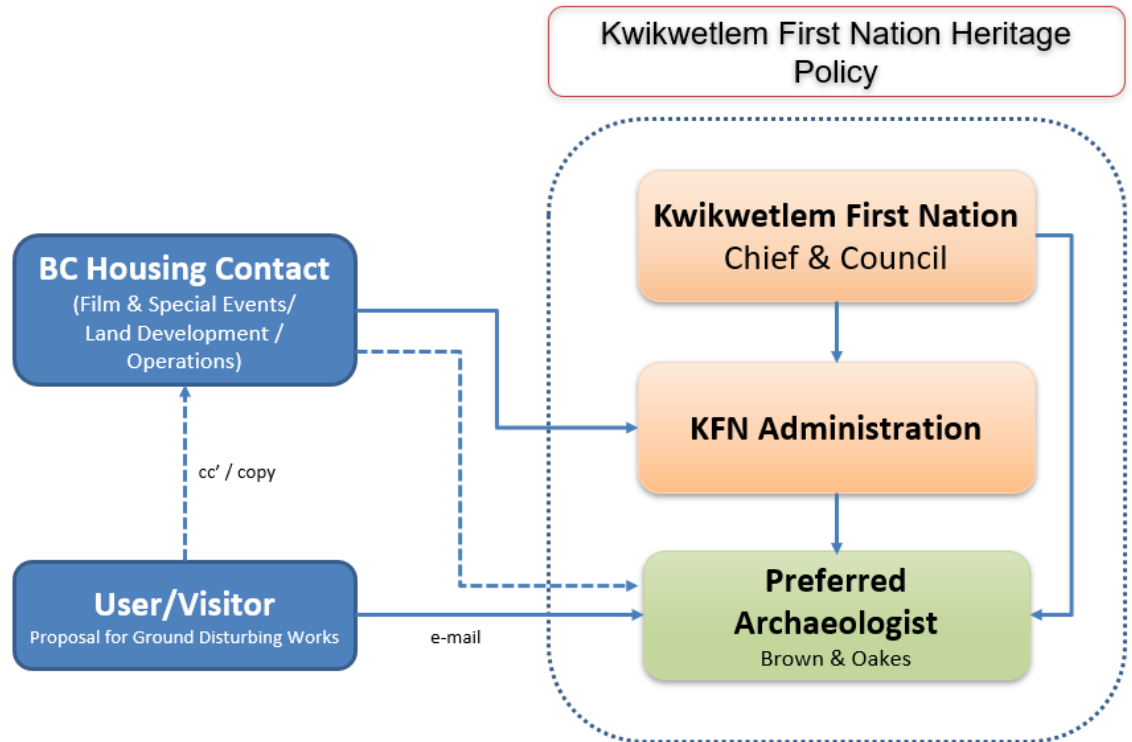 Kwikwetlem First Nation Heritage
Policy
Kwikwetlem First Nation
Chief & Council
BC Housing Contact
(Film & Special Events/
Land Development /
Operations)
KFN Administration
cc' / copy
User/Visitor
Proposal for Ground Disturbing Works
e-mail
Preferred
Archaeologist
Brown & Oakes